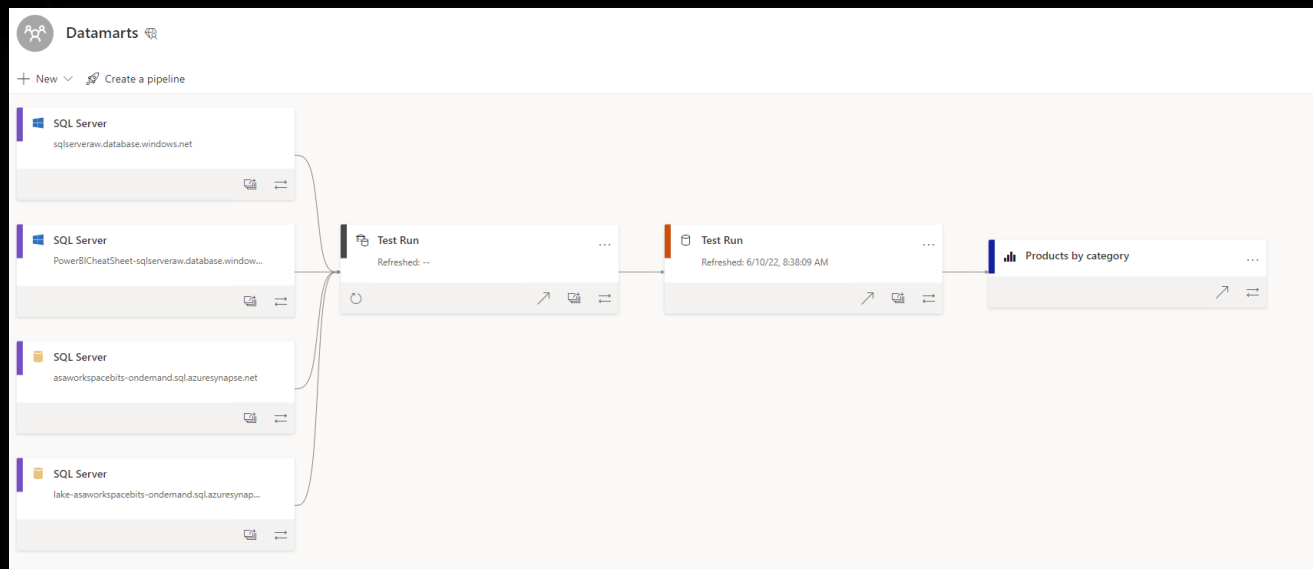 Datamarts
New
Create a pipeline
SQL Server
sqlserveraw.database.windows.net
SQL Server
PowerBICheatSheet-sqlserveraw.database.window...
SQL Server
asaworkspacebits-ondemand.sql.azuresynapse.net
SQL Server
lake-asaworkspacebits-ondemand.sql.azuresynap...
Test Run
Refreshed: --
Test Run
Refreshed: 6/10/22, 8:38:09 AM
Products by category